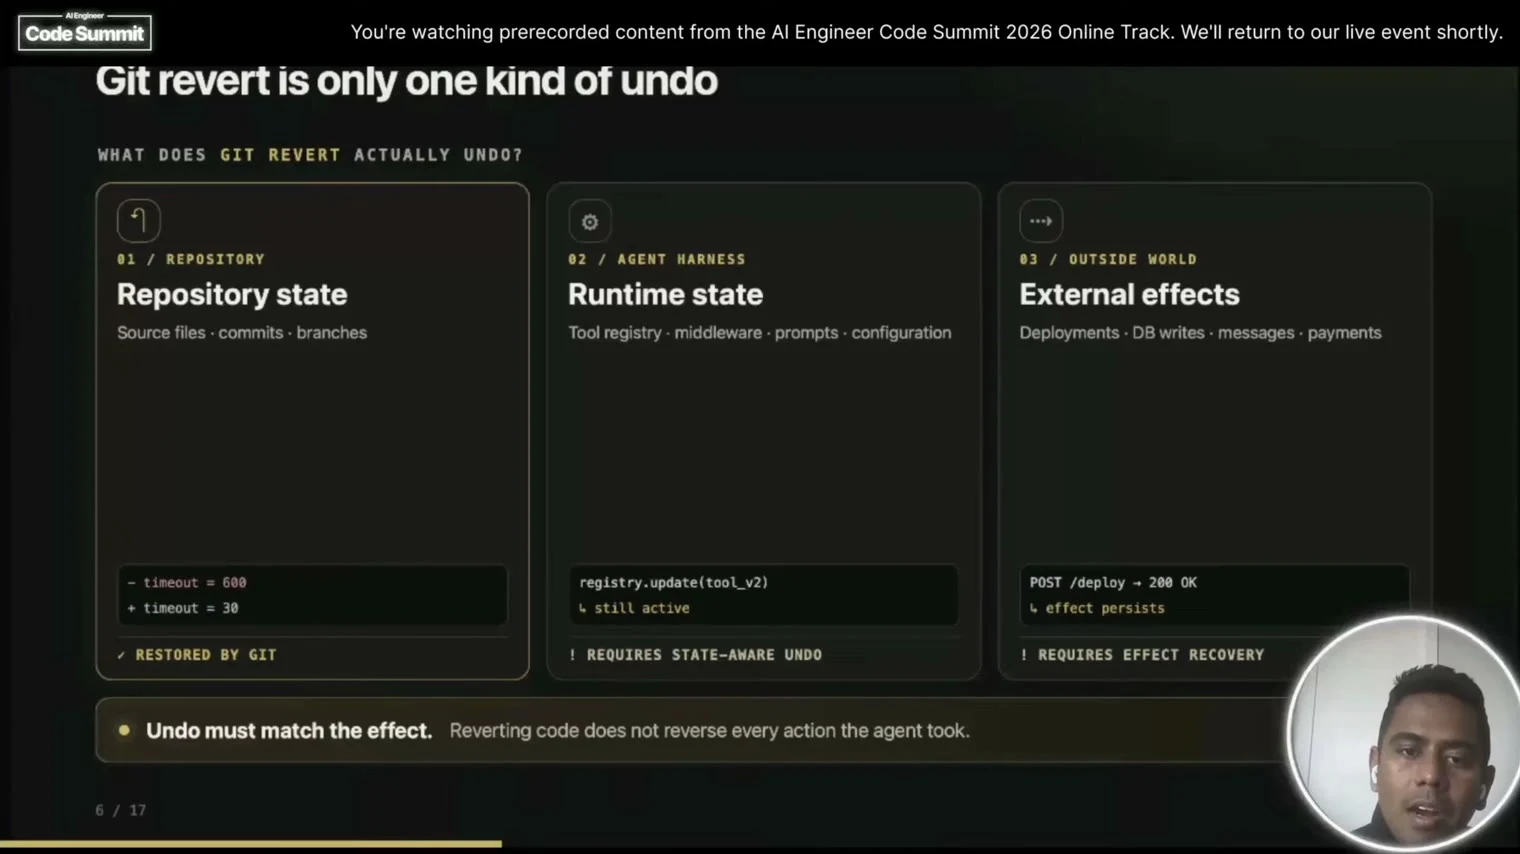 AI Engineer
Code Summit
You're watching prerecorded content from the AI Engineer Code Summit 2026 Online Track. We'll return to our live event shortly.
Git revert is only one kind of undo
WHAT DOES GIT REVERT ACTUALLY UNDO?
01 / REPOSITORY
Repository state
Source files · commits · branches
- timeout = 600
+ timeout = 30
✓ RESTORED BY GIT
02 / AGENT HARNESS
Runtime state
Tool registry · middleware · prompts · configuration
registry.update(tool_v2)
↳ still active
! REQUIRES STATE-AWARE UNDO
03 / OUTSIDE WORLD
External effects
Deployments · DB writes · messages · payments
POST /deploy → 200 OK
↳ effect persists
! REQUIRES EFFECT RECOVERY
Undo must match the effect. Reverting code does not reverse every action the agent took.
6 / 17